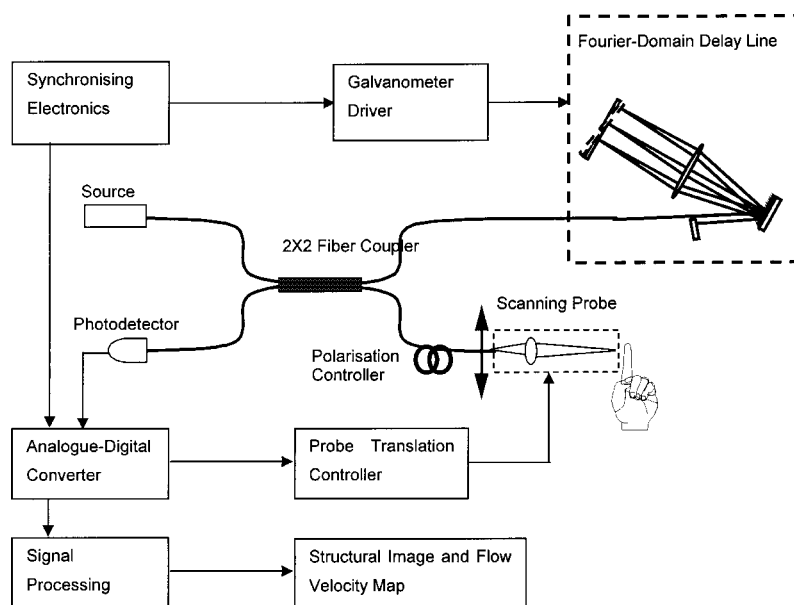 Fourier-Domain Delay Line
Synchronising
Electronics
Galvanometer
Driver
Source
2X2 Fiber Coupler
Scanning Probe
Photodetector
Polarisation
Controller
Analogue-Digital
Converter
Probe Translation
Controller
Signal
Processing
Structural Image and Flow
Velocity Map